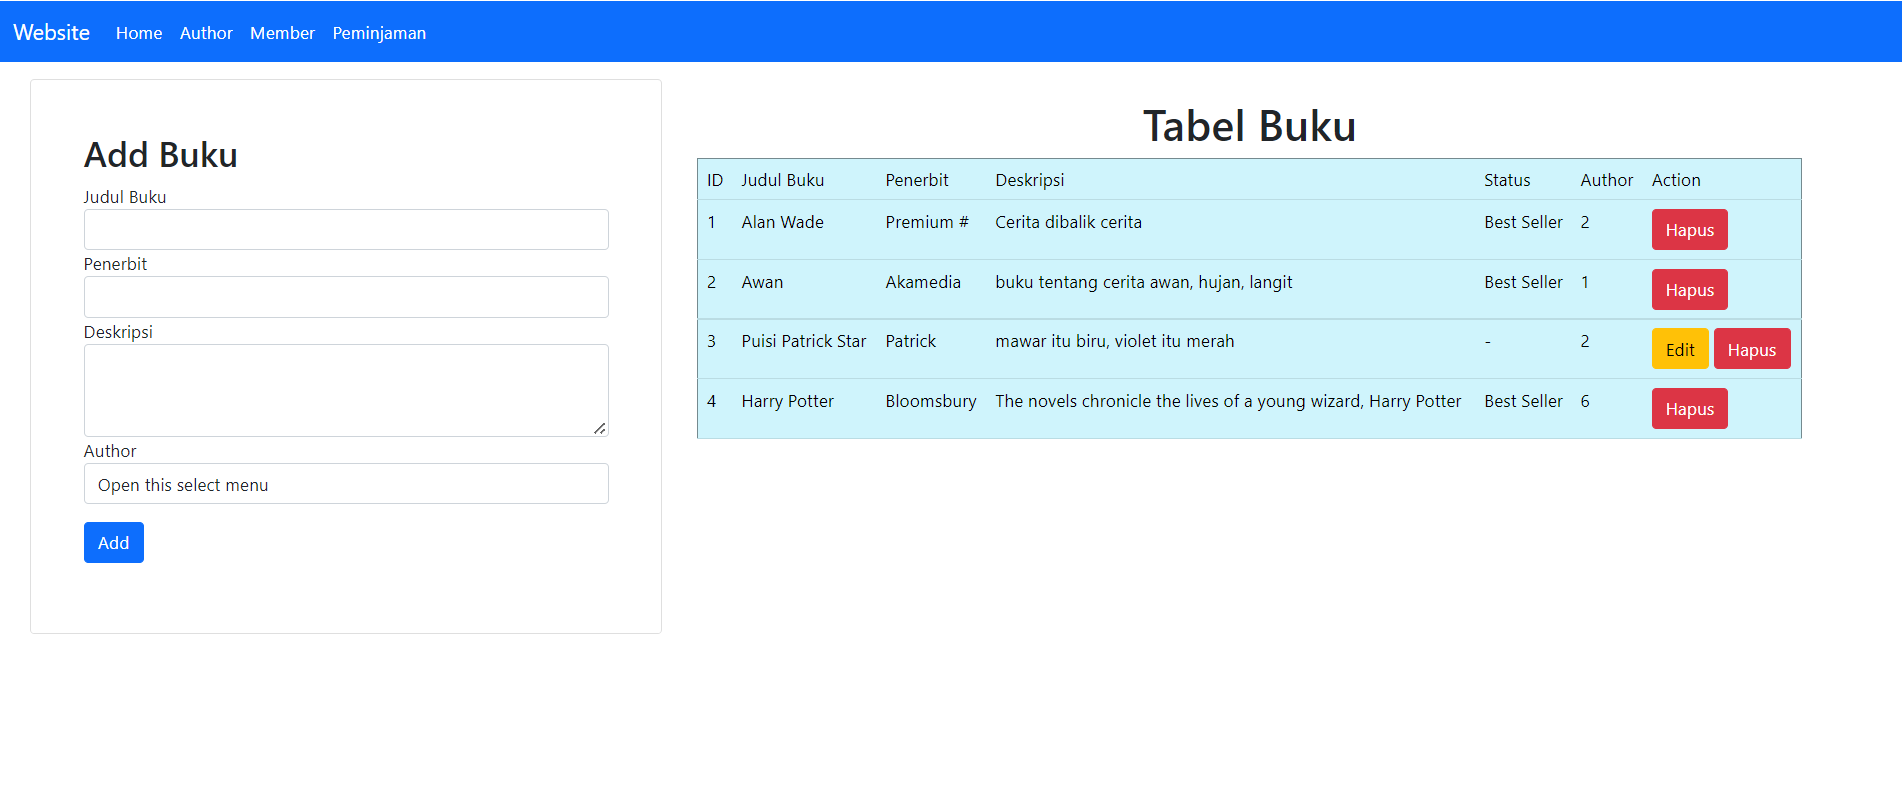 Website Home Author Member Peminjaman
Add Buku
Judul Buku
Penerbit
Deskripsi
Author
Open this select menu
Add
Tabel Buku
ID Judul Buku Penerbit Deskripsi Status Author Action
1 Alan Wade Premium # Cerita dibalik cerita Best Seller 2 Hapus
2 Awan Akamedia buku tentang cerita awan, hujan, langit Best Seller 1 Hapus
3 Puisi Patrick Star Patrick mawar itu biru, violet itu merah - 2 Edit Hapus
4 Harry Potter Bloomsbury The novels chronicle the lives of a young wizard, Harry Potter Best Seller 6 Hapus